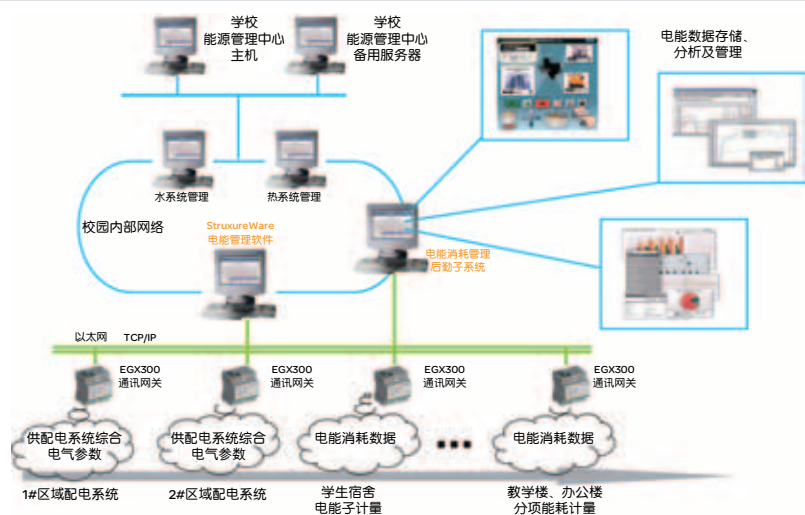 学校
能源管理中心
主机
学校
能源管理中心
备用服务器
电能数据存储、
分析及管理
水系统管理
热系统管理
校园内部网络
StruxureWare
电能管理软件
电能消耗管理
后勤子系统
以太网 TCP/IP
EGX300
通讯网关
EGX300
通讯网关
EGX300
通讯网关
EGX300
通讯网关
供配电系统综合
电气参数
供配电系统综合
电气参数
电能消耗数据
电能消耗数据
1#区域配电系统
2#区域配电系统
学生宿舍
电能子计量
教学楼、办公楼
分项能耗计量